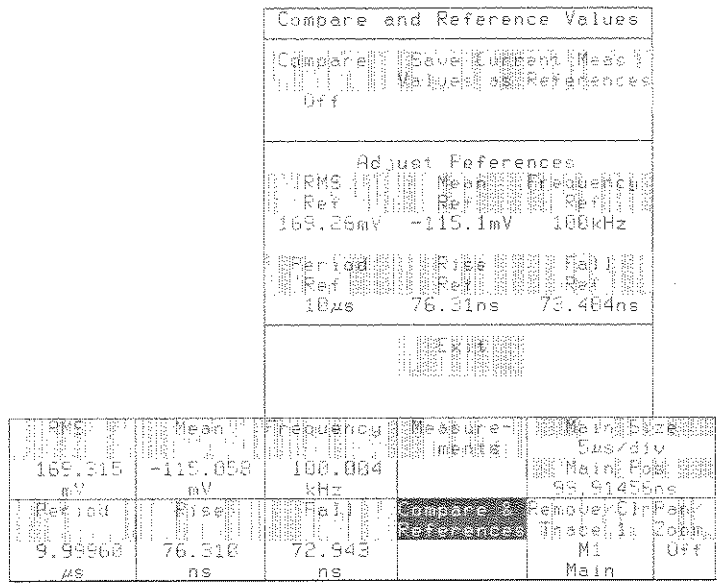 Compare and Reference Values
Compare Save Current Meas
Values as References
Off
Adjust References
RMS Mean Frequency
Ref Ref Ref
169.26mV -115.1mV 100kHz
Period Rise Fall
Ref Ref Ref
10µs 76.31ns 73.484ns
Exit
RMS Mean Frequency Measure- Main Size
ments 5µs/div
169.315 -115.058 100.004 Main Pos
mV mV kHz 99.91456ns
Period Rise Fall Compare & Remove/Clr Pan/
References Trace 1 Zoom
9.99960 76.310 72.943 M1 Off
µs ns ns Main